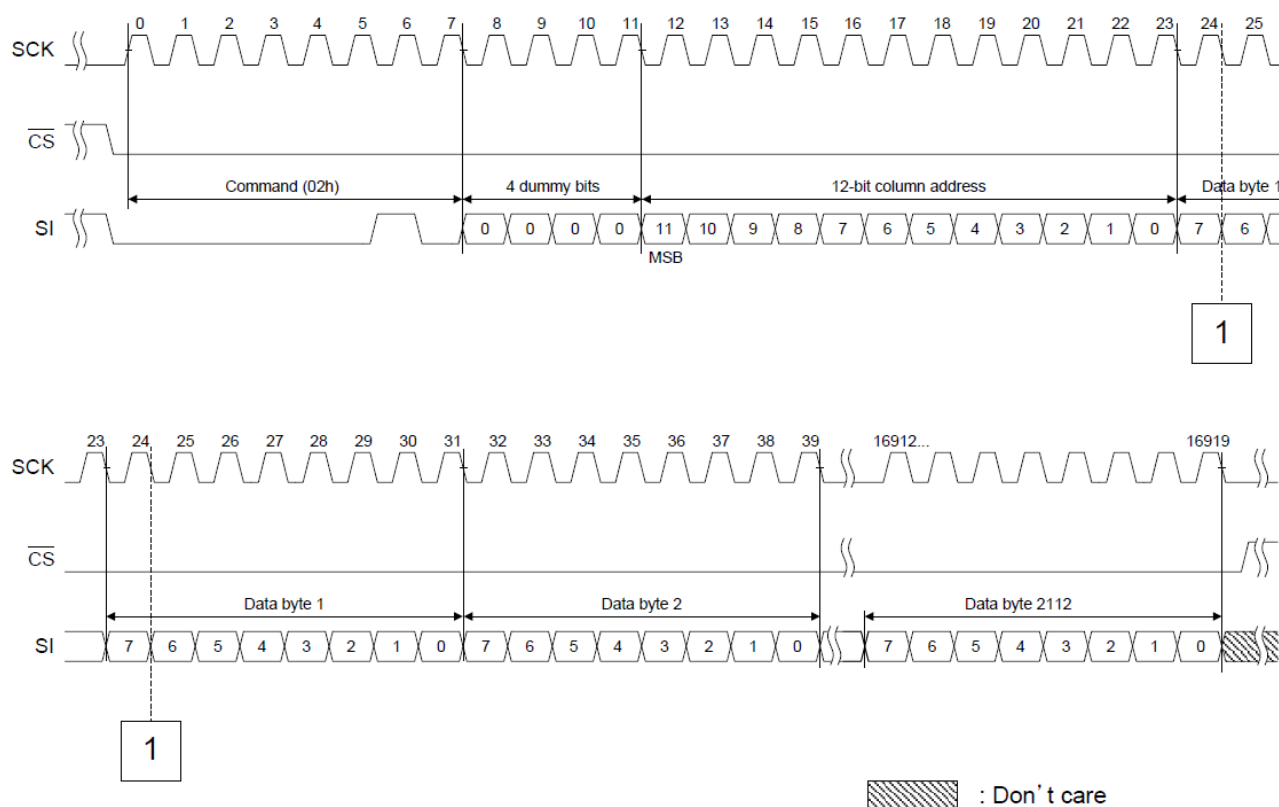 0 1 2 3 4 5 6 7 8 9 10 11 12 13 14 15 16 17 18 19 20 21 22 23 24 25
SCK
CS
Command (02h) 4 dummy bits 12-bit column address Data byte 1
SI 0 0 0 0 11 10 9 8 7 6 5 4 3 2 1 0 7 6
MSB
1
23 24 25 26 27 28 29 30 31 32 33 34 35 36 37 38 39 16912... 16919
SCK
CS
Data byte 1 Data byte 2 Data byte 2112
SI 7 6 5 4 3 2 1 0 7 6 5 4 3 2 1 0 7 6 5 4 3 2 1 0
1
: Don't care